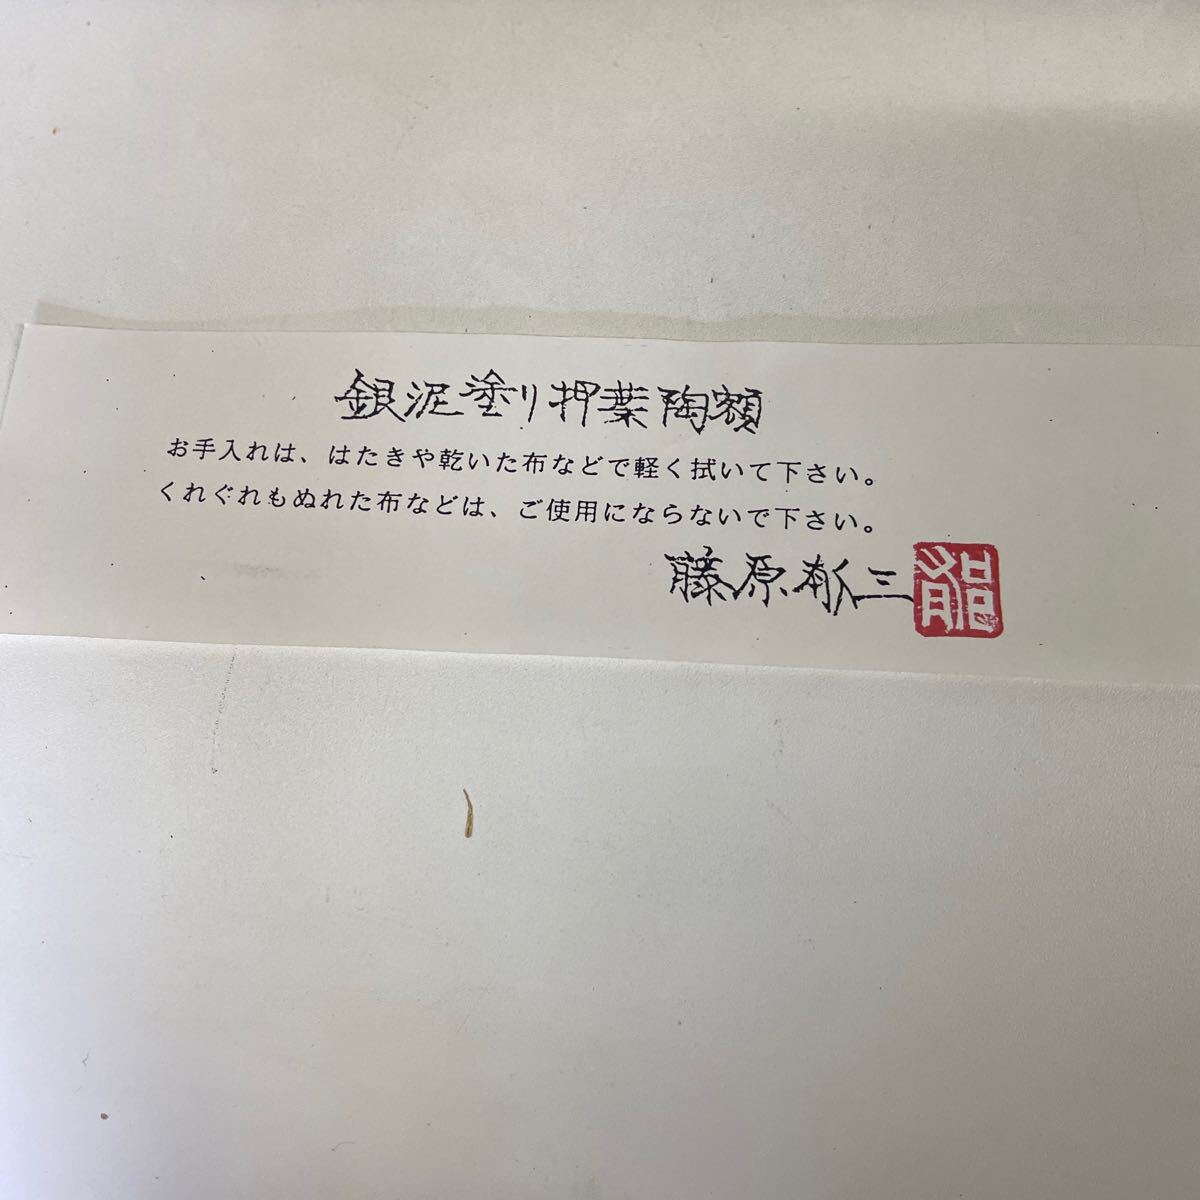 銀泥塗り押葉陶額
お手入れは、はたきや乾いた布などで軽く拭いて下さい。
くれぐれもぬれた布などは、ご使用にならないで下さい。
藤原郁三